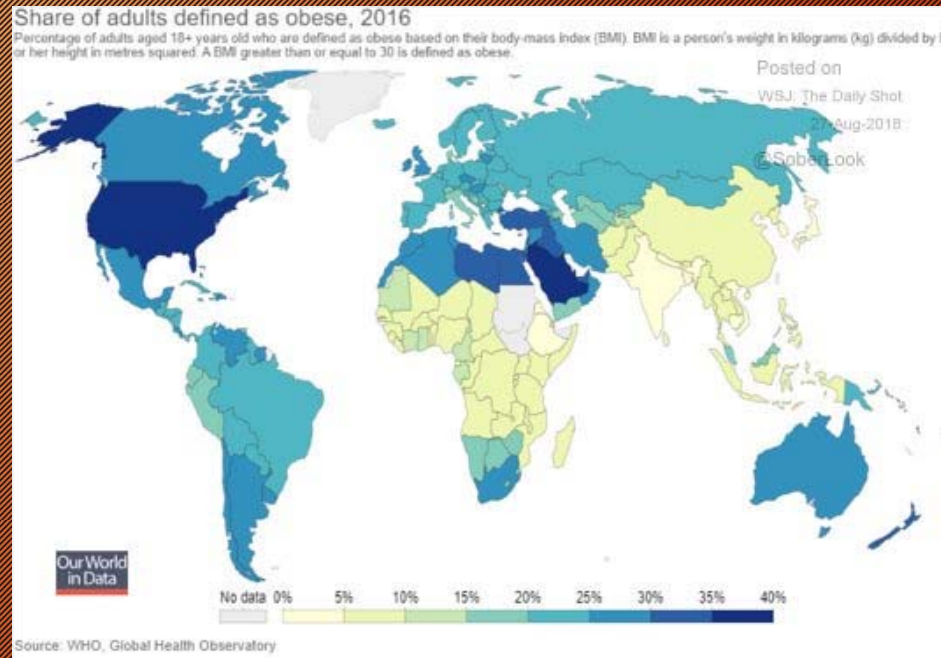 Share of adults defined as obese, 2016
Percentage of adults aged 18+ years old who are defined as obese based on their body-mass index (BMI). BMI is a person's weight in kilograms (kg) divided by
or her height in metres squared. A BMI greater than or equal to 30 is defined as obese.
Posted on
WSJ: The Daily Shot
27-Aug-2018
@SoberLook
Our World
in Data
No data 0% 5% 10% 15% 20% 25% 30% 35% 40%
Source: WHO, Global Health Observatory